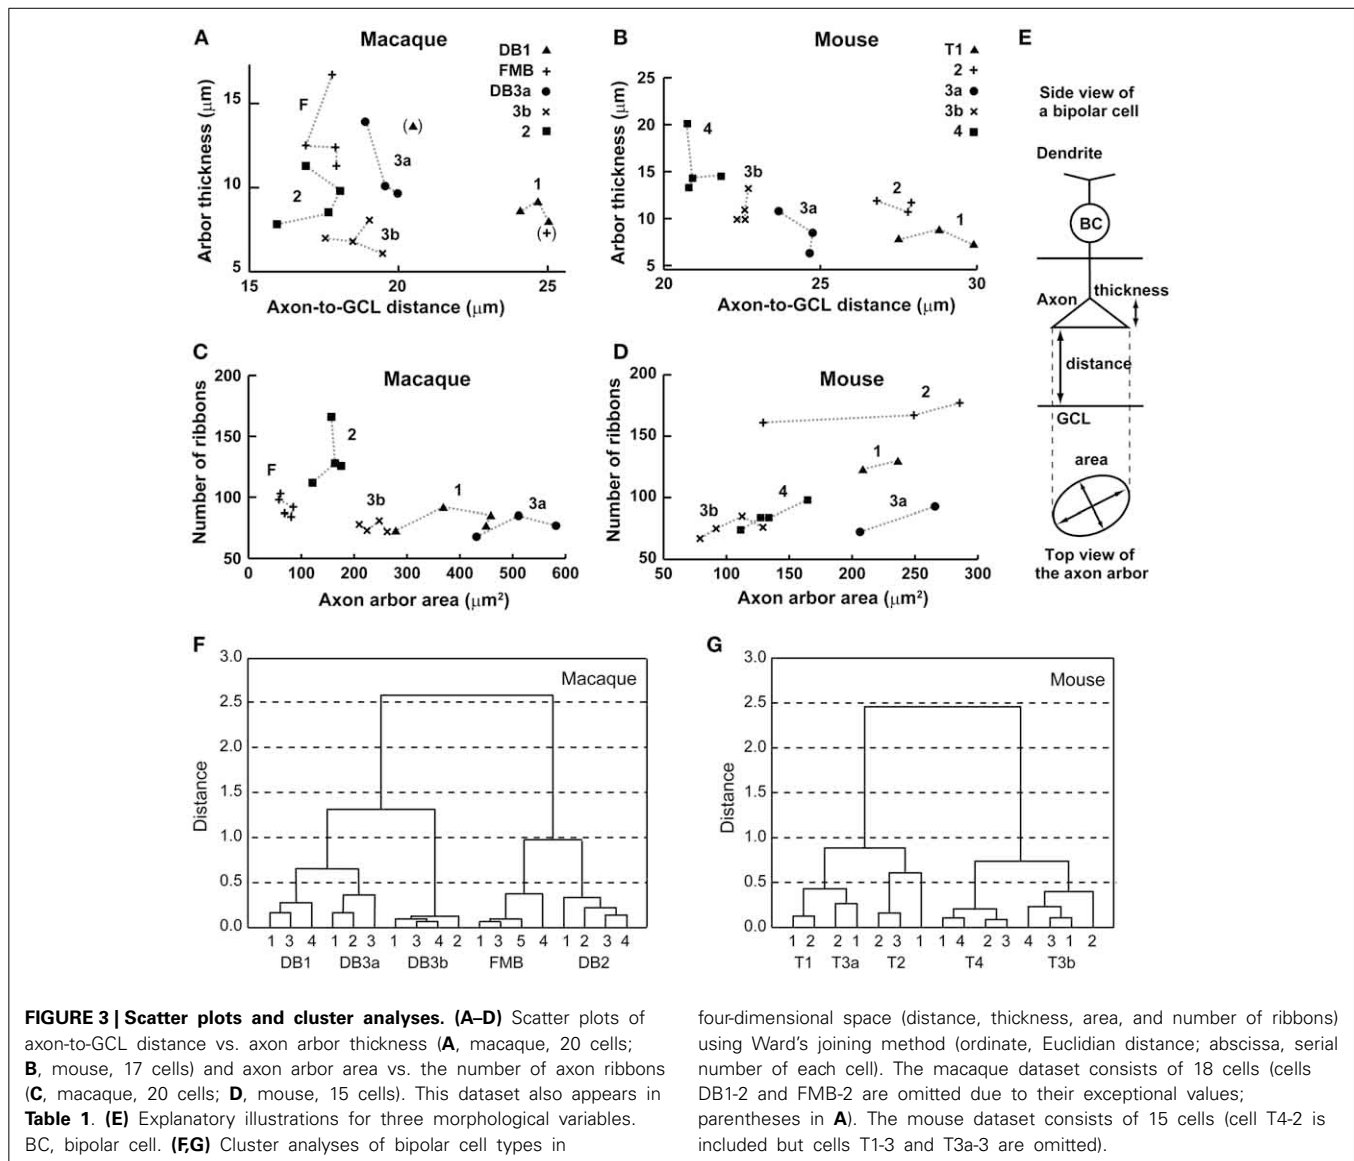 A
Macaque
DB1
FMB
DB3a
3b
2
Arbor thickness (μm)
15
10
5
F
2
3a
3b
1
(▲)
(+)
15
20
25
Axon-to-GCL distance (μm)
B
Mouse
T1
2
3a
3b
4
Arbor thickness (μm)
25
20
15
10
5
4
3b
3a
2
1
20
25
30
Axon-to-GCL distance (μm)
E
Side view of
a bipolar cell
Dendrite
BC
Axon
thickness
distance
GCL
area
Top view of
the axon arbor
C
Macaque
Number of ribbons
200
150
100
50
F
2
3b
1
3a
0
100
200
300
400
500
600
Axon arbor area (μm²)
D
Mouse
Number of ribbons
200
150
100
50
2
1
4
3b
3a
50
100
150
200
250
300
Axon arbor area (μm²)
F
Macaque
Distance
3.0
2.5
2.0
1.5
1.0
0.5
0.0
1 3 4 1 2 3 1 3 4 2 1 3 5 4 1 2 3 4
DB1 DB3a DB3b FMB DB2
G
Mouse
Distance
3.0
2.5
2.0
1.5
1.0
0.5
0.0
1 2 2 1 2 3 1 1 4 2 3 4 3 1 2
T1 T3a T2 T4 T3b
FIGURE 3 | Scatter plots and cluster analyses. (A–D) Scatter plots of
axon-to-GCL distance vs. axon arbor thickness (A, macaque, 20 cells;
B, mouse, 17 cells) and axon arbor area vs. the number of axon ribbons
(C, macaque, 20 cells; D, mouse, 15 cells). This dataset also appears in
Table 1. (E) Explanatory illustrations for three morphological variables.
BC, bipolar cell. (F,G) Cluster analyses of bipolar cell types in
four-dimensional space (distance, thickness, area, and number of ribbons)
using Ward's joining method (ordinate, Euclidian distance; abscissa, serial
number of each cell). The macaque dataset consists of 18 cells (cells
DB1-2 and FMB-2 are omitted due to their exceptional values;
parentheses in A). The mouse dataset consists of 15 cells (cell T4-2 is
included but cells T1-3 and T3a-3 are omitted).